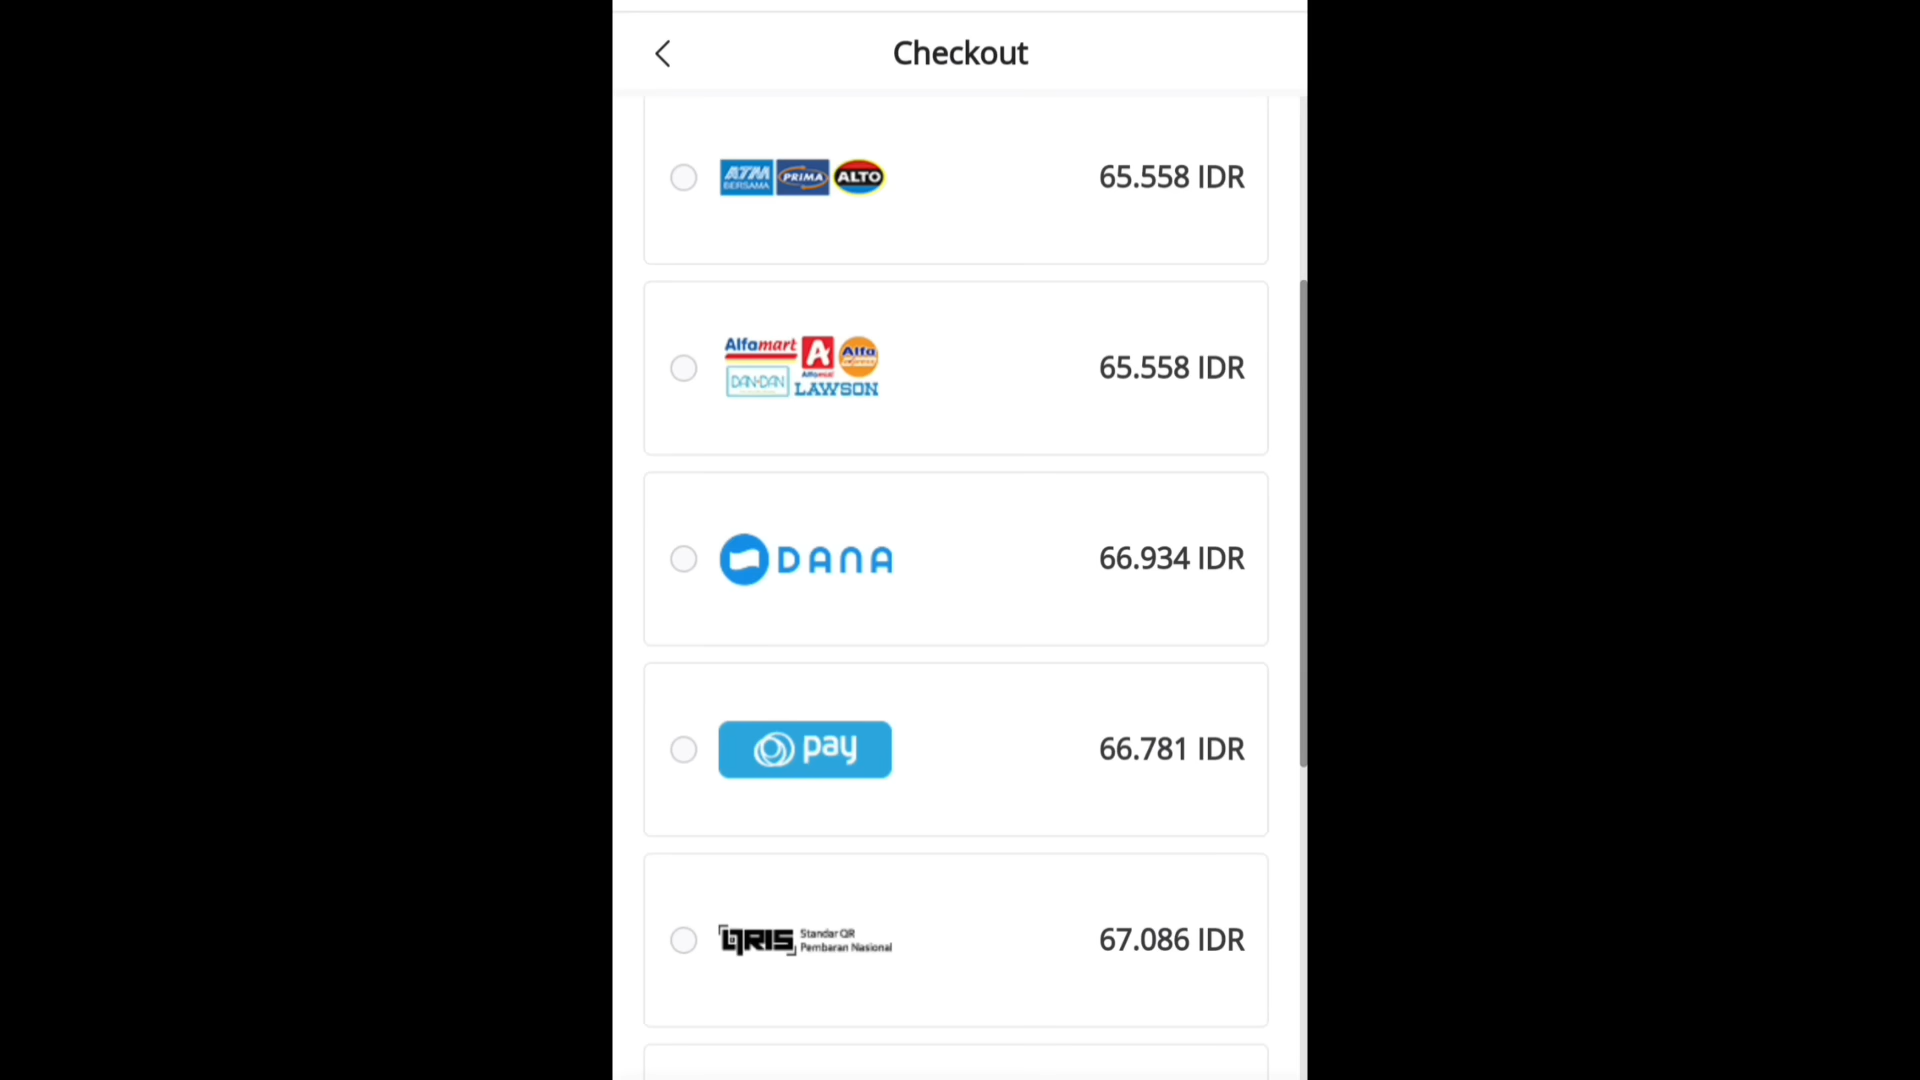 Checkout
ATM BERSAMA PRIMA ALTO 65.558 IDR
Alfamart A Alfa
Alfamidi
DAN+DAN LAWSON 65.558 IDR
DANA 66.934 IDR
pay 66.781 IDR
QRIS Standar QR
Pembaran Nasional 67.086 IDR